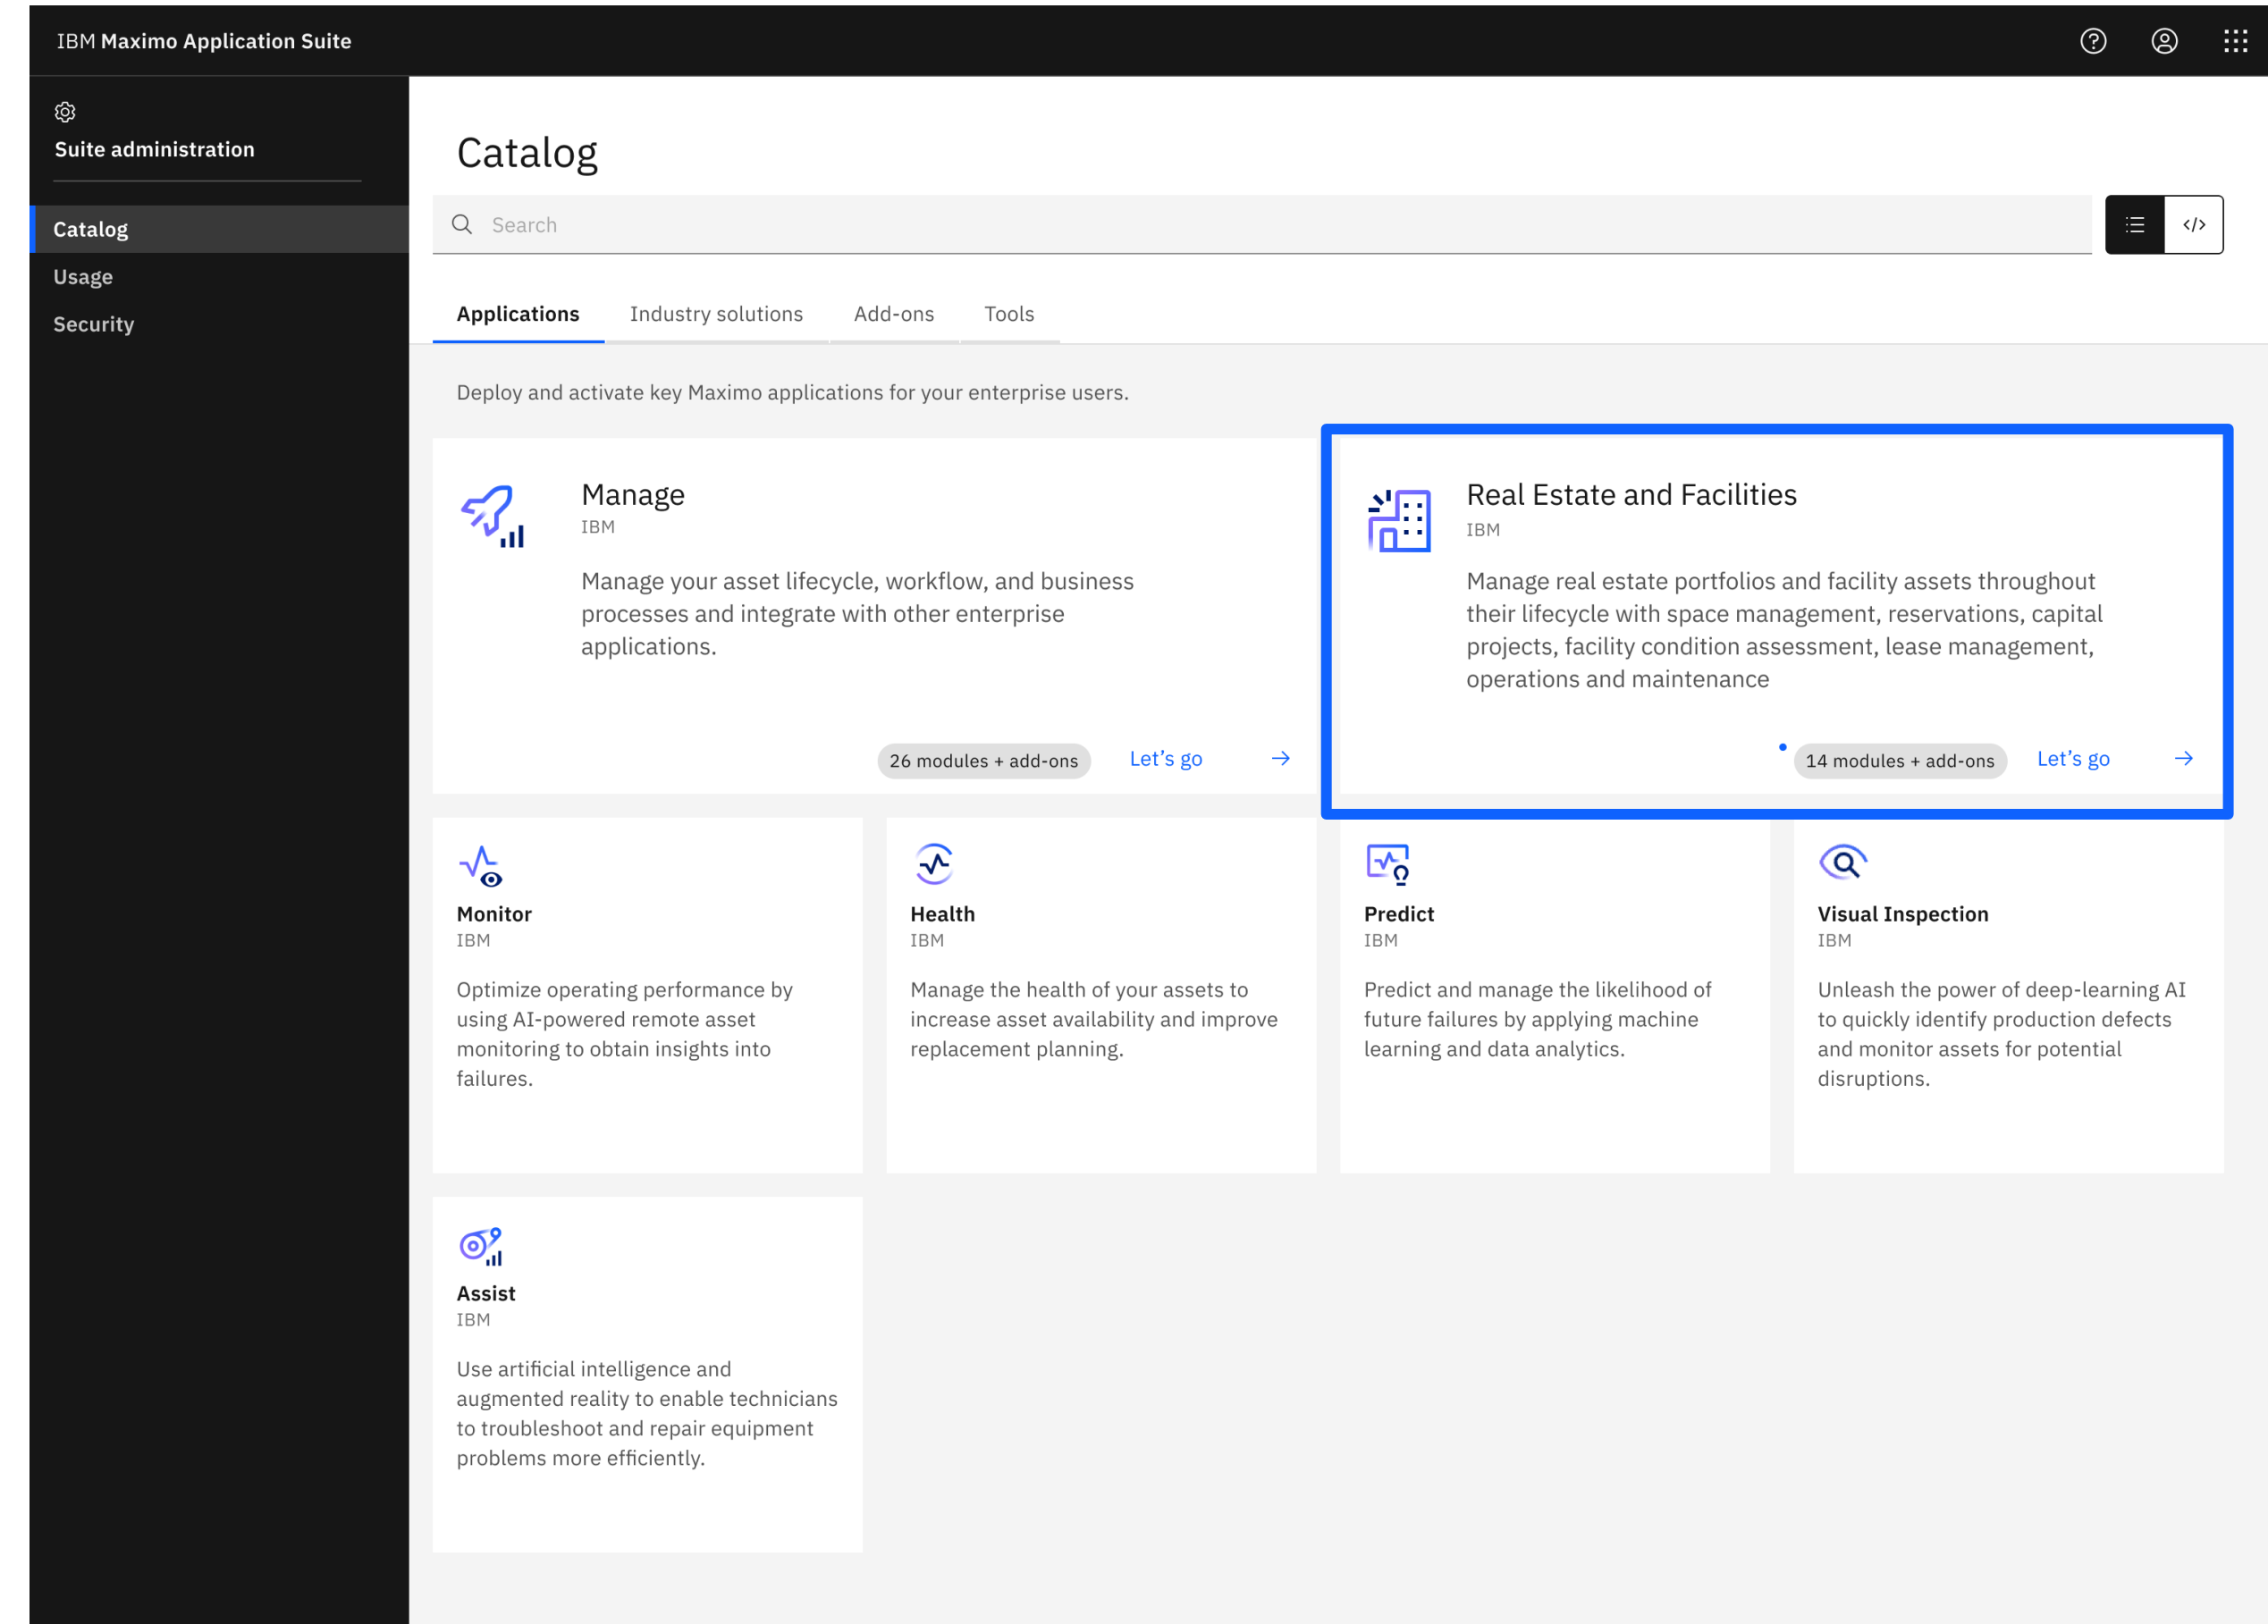 IBM Maximo Application Suite
Suite administration
Catalog
Usage
Security
Catalog
Search
Applications
Industry solutions
Add-ons
Tools
Deploy and activate key Maximo applications for your enterprise users.
Manage
IBM
Manage your asset lifecycle, workflow, and business
processes and integrate with other enterprise
applications.
26 modules + add-ons
Let’s go
Real Estate and Facilities
IBM
Manage real estate portfolios and facility assets throughout
their lifecycle with space management, reservations, capital
projects, facility condition assessment, lease management,
operations and maintenance
14 modules + add-ons
Let’s go
Monitor
IBM
Optimize operating performance by
using AI-powered remote asset
monitoring to obtain insights into
failures.
Health
IBM
Manage the health of your assets to
increase asset availability and improve
replacement planning.
Predict
IBM
Predict and manage the likelihood of
future failures by applying machine
learning and data analytics.
Visual Inspection
IBM
Unleash the power of deep-learning AI
to quickly identify production defects
and monitor assets for potential
disruptions.
Assist
IBM
Use artificial intelligence and
augmented reality to enable technicians
to troubleshoot and repair equipment
problems more efficiently.